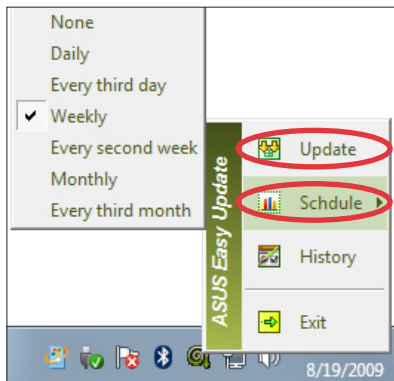 None
Daily
Every third day
Weekly
Every second week
Monthly
Every third month
ASUS Easy Update
Update
Schdule
History
Exit
8/19/2009